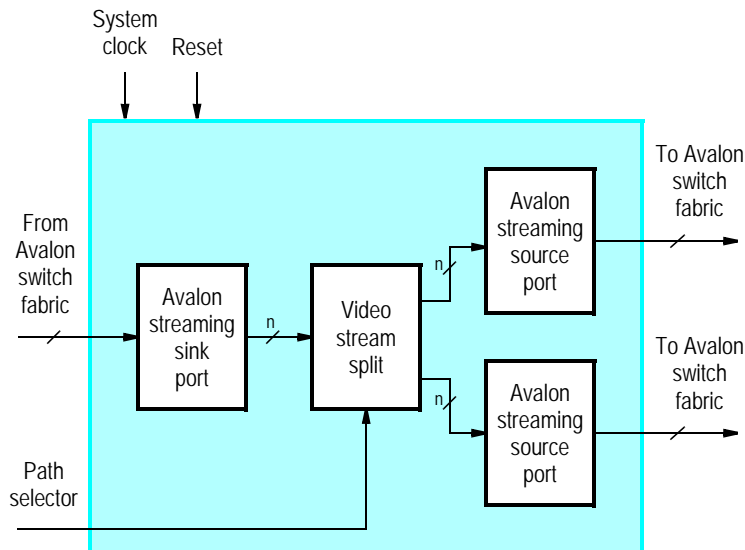 System
clock
Reset
To Avalon
switch
fabric
From
Avalon
switch
fabric
Avalon
streaming
sink
port
n
Video
stream
split
n
n
Avalon
streaming
source
port
To Avalon
switch
fabric
Avalon
streaming
source
port
Path
selector